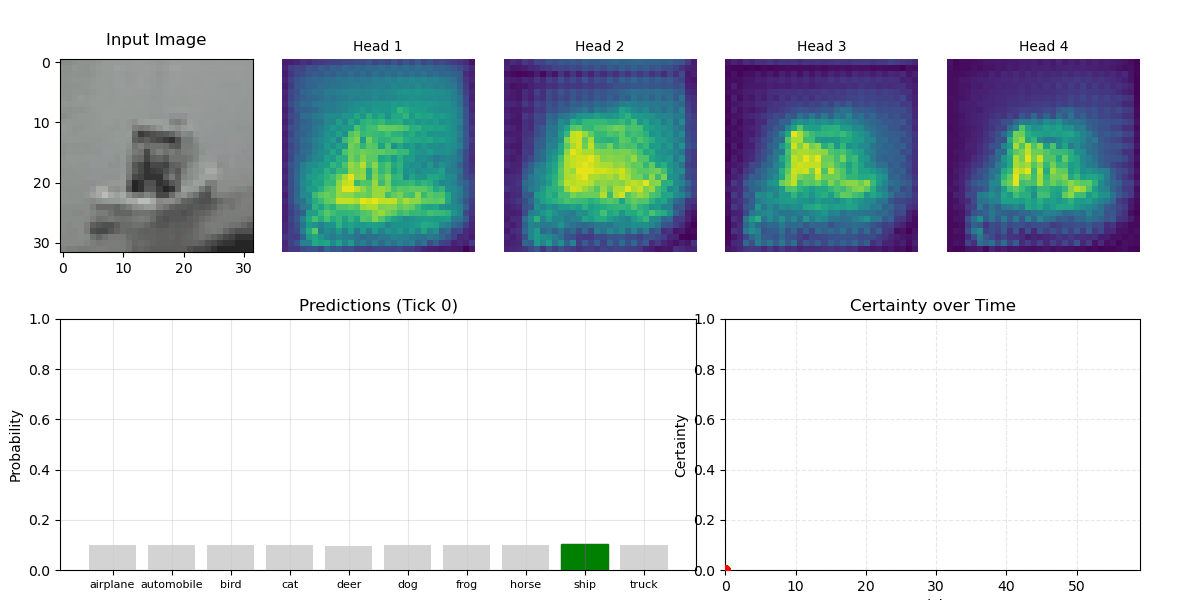 Input Image
Head 1
Head 2
Head 3
Head 4
0
10
20
30
0
10
20
30
Predictions (Tick 0)
Probability
1.0
0.8
0.6
0.4
0.2
0.0
airplane
automobile
bird
cat
deer
dog
frog
horse
ship
truck
Certainty over Time
Certainty
1.0
0.8
0.6
0.4
0.2
0.0
0
10
20
30
40
50